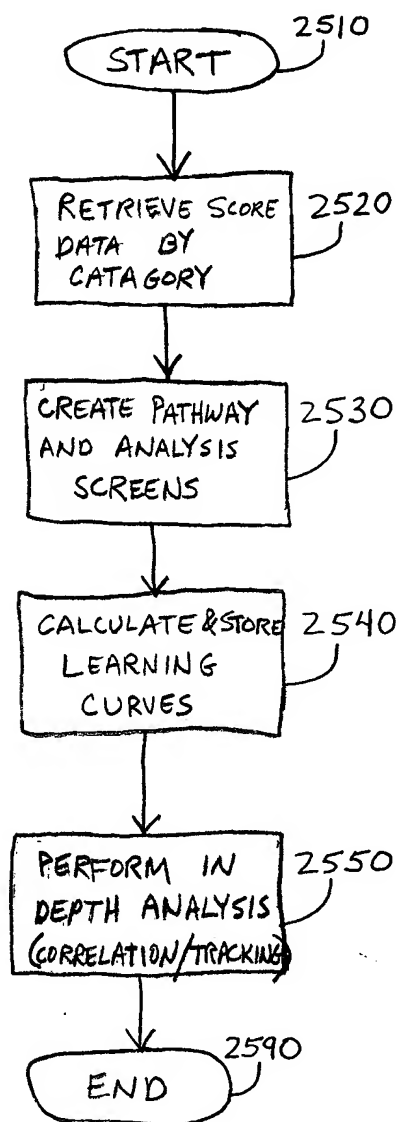 2510
START
RETRIEVE SCORE
DATA BY
CATAGORY
2520
CREATE PATHWAY
AND ANALYSIS
SCREENS
2530
CALCULATE & STORE
LEARNING
CURVES
2540
PERFORM IN
DEPTH ANALYSIS
(CORRELATION/TRACKING)
2550
2590
END